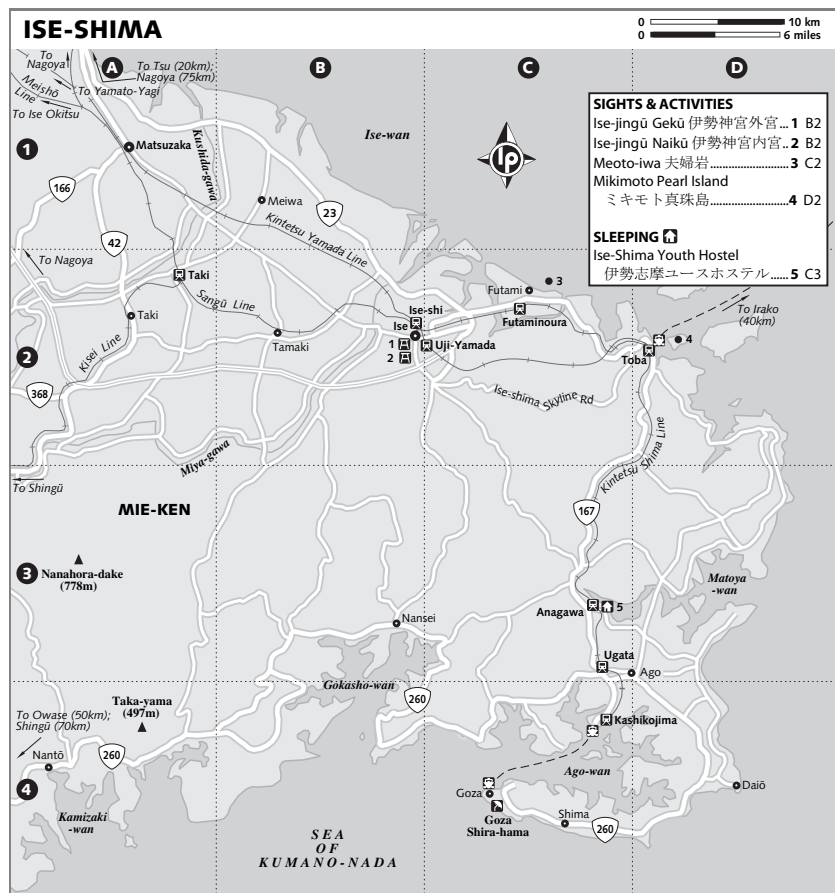 ISE-SHIMA
0 10 km
0 6 miles
A
B
C
D
To
Nagoya
To Tsu (20km);
Nagoya (75km)
To Yamato-Yagi
Meishō
Line
To Ise Okitsu
SIGHTS & ACTIVITIES
Ise-jingū Gekū 伊勢神宮外宮...1 B2
Ise-jingū Naikū 伊勢神宮内宮..2 B2
Meoto-iwa 夫婦岩.......................3 C2
Mikimoto Pearl Island
ミキモト真珠島.........................4 D2
SLEEPING
Ise-Shima Youth Hostel
伊勢志摩ユースホステル......5 C3
1
Matsuzaka
Kushida-gawa
Ise-wan
lp
166
Meiwa
23
Kintetsu Yamada Line
42
To Nagoya
Taki
Sangū Line
Futami
3
To Irako
(40km)
Taki
Ise-shi
Futaminoura
Kisei Line
Tamaki
Ise
1
Uji-Yamada
2
4
Toba
2
368
Ise-shima Skyline Rd
Miya-gawa
Kintetsu Shima Line
To Shingū
MIE-KEN
167
3
Nanahora-dake
(778m)
Matoya
-wan
Anagawa
5
Nansei
Ugata
Ago
Gokasho-wan
260
Taka-yama
(497m)
To Owase (50km);
Shingū (70km)
Kashikojima
Nantō
260
Ago-wan
4
Goza
Daiō
Kamizaki
-wan
Goza
Shira-hama
Shima
260
SEA
OF
KUMANO-NADA